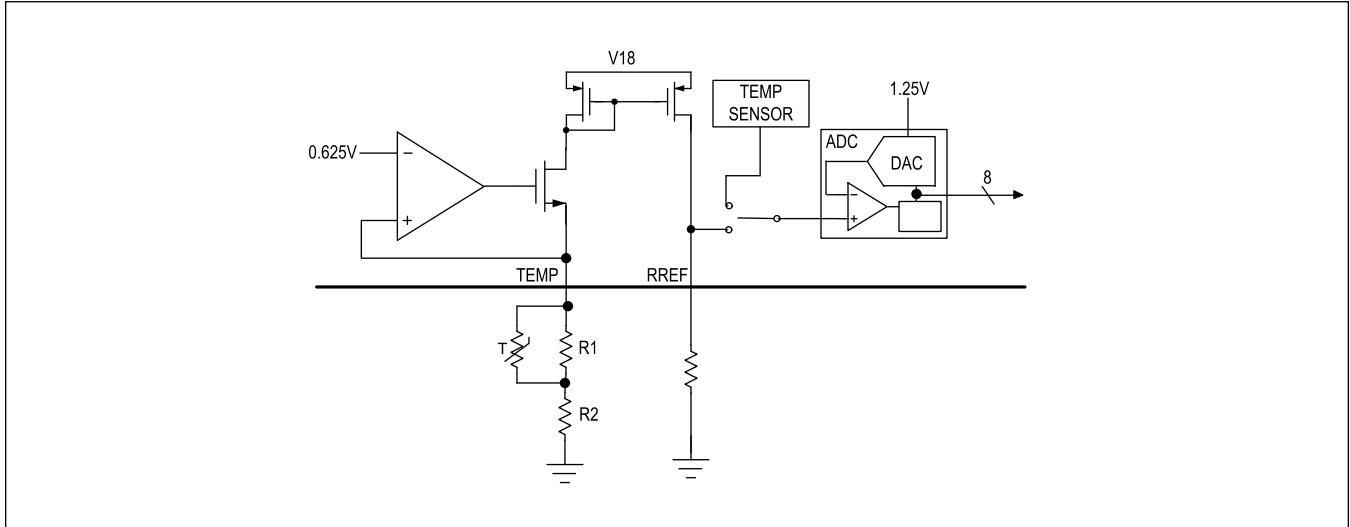 V18
TEMP
SENSOR
1.25V
ADC
DAC
0.625V
−
+
−
+
8
TEMP
RREF
T
R1
R2